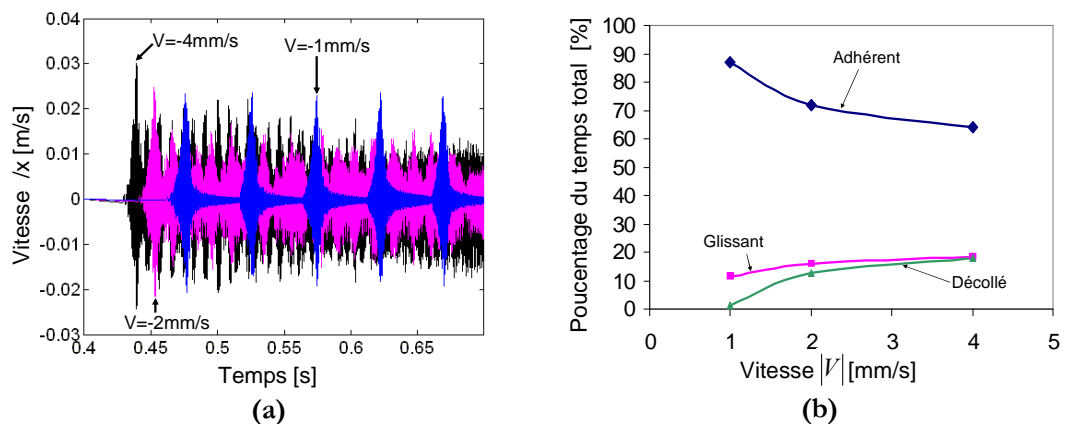 0.04
0.03
0.02
0.01
0
-0.01
-0.02
-0.03
Vitesse /x [m/s]
V=-4mm/s
V=-1mm/s
V=-2mm/s
0.4 0.45 0.5 0.55 0.6 0.65
Temps [s]
(a)
Poucentage du temps total [%]
100
90
80
70
60
50
40
30
20
10
0
Adhérent
Glissant
Décollé
0 1 2 3 4 5
Vitesse |V| [mm/s]
(b)